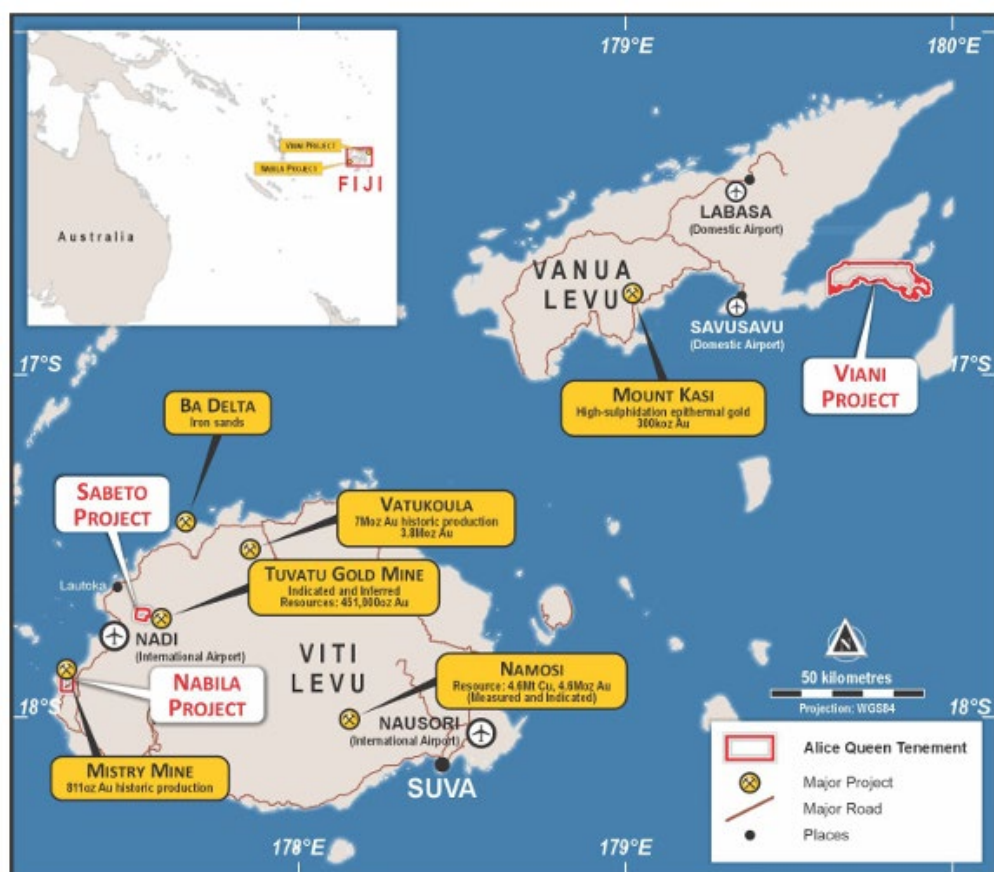 179°E
180°E
VIANI PROJECT
NABILA PROJECT
FIJI
Australia
LABASA
(Domestic Airport)
VANUA
LEVU
SAVUSAVU
(Domestic Airport)
17°S
17°S
VIANI
PROJECT
MOUNT KASI
High-sulphidation epithermal gold
300koz Au
BA DELTA
Iron sands
SABETO
PROJECT
VATUKOULA
7Moz Au historic production
3.8Moz Au
Lautoka
TUVATU GOLD MINE
Indicated and Inferred
Resources: 451,000oz Au
NADI
(International Airport)
VITI
LEVU
NABILA
PROJECT
NAMOSI
Resource: 4.6Mt Cu, 4.6Moz Au
(Measured and Indicated)
50 kilometres
Projection: WGS84
18°S
18°S
NAUSORI
(International Airport)
MISTRY MINE
811oz Au historic production
SUVA
Alice Queen Tenement
Major Project
Major Road
Places
178°E
179°E